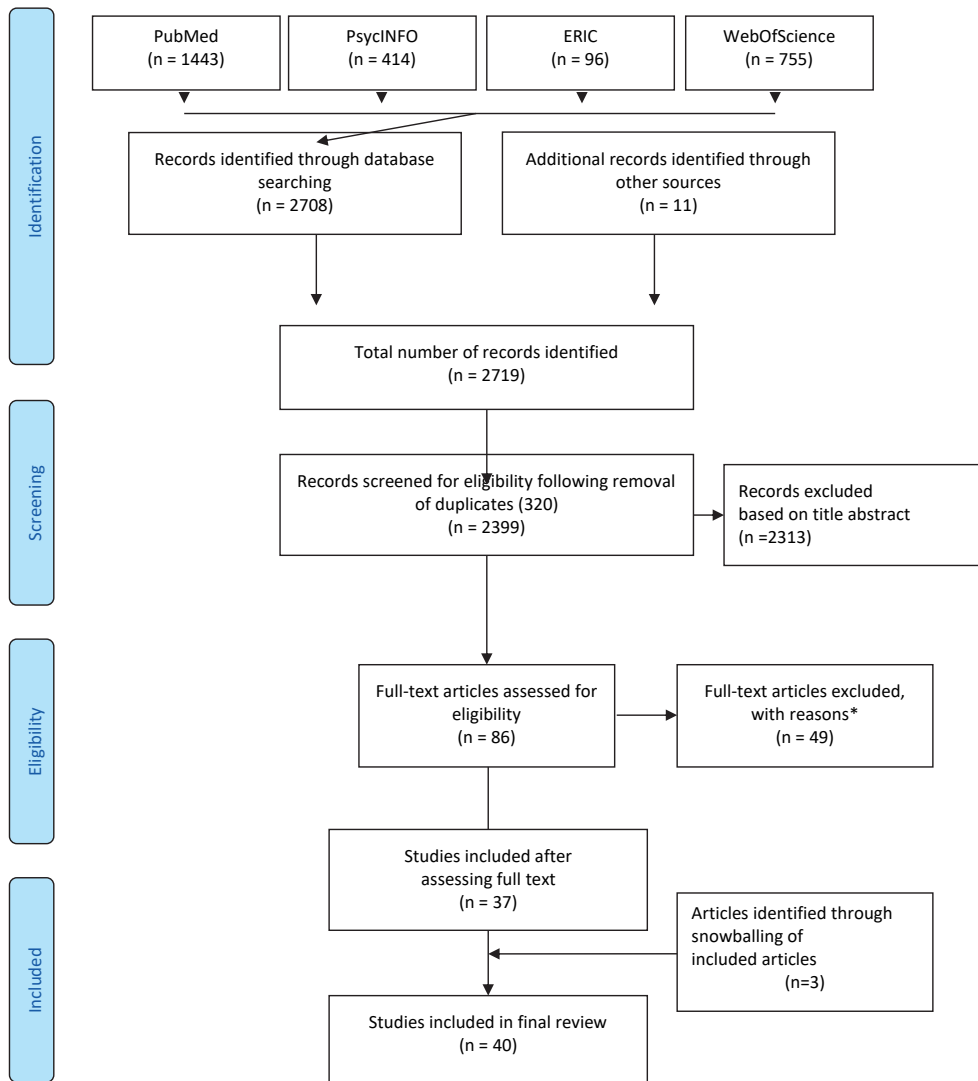 Identification
PubMed
(n = 1443)
PsycINFO
(n = 414)
ERIC
(n = 96)
WebOfScience
(n = 755)
Records identified through database
searching
(n = 2708)
Additional records identified through
other sources
(n = 11)
Total number of records identified
(n = 2719)
Screening
Records screened for eligibility following removal
of duplicates (320)
(n = 2399)
Records excluded
based on title abstract
(n =2313)
Eligibility
Full-text articles assessed for
eligibility
(n = 86)
Full-text articles excluded,
with reasons*
(n = 49)
Studies included after
assessing full text
(n = 37)
Included
Articles identified through
snowballing of
included articles
(n=3)
Studies included in final review
(n = 40)